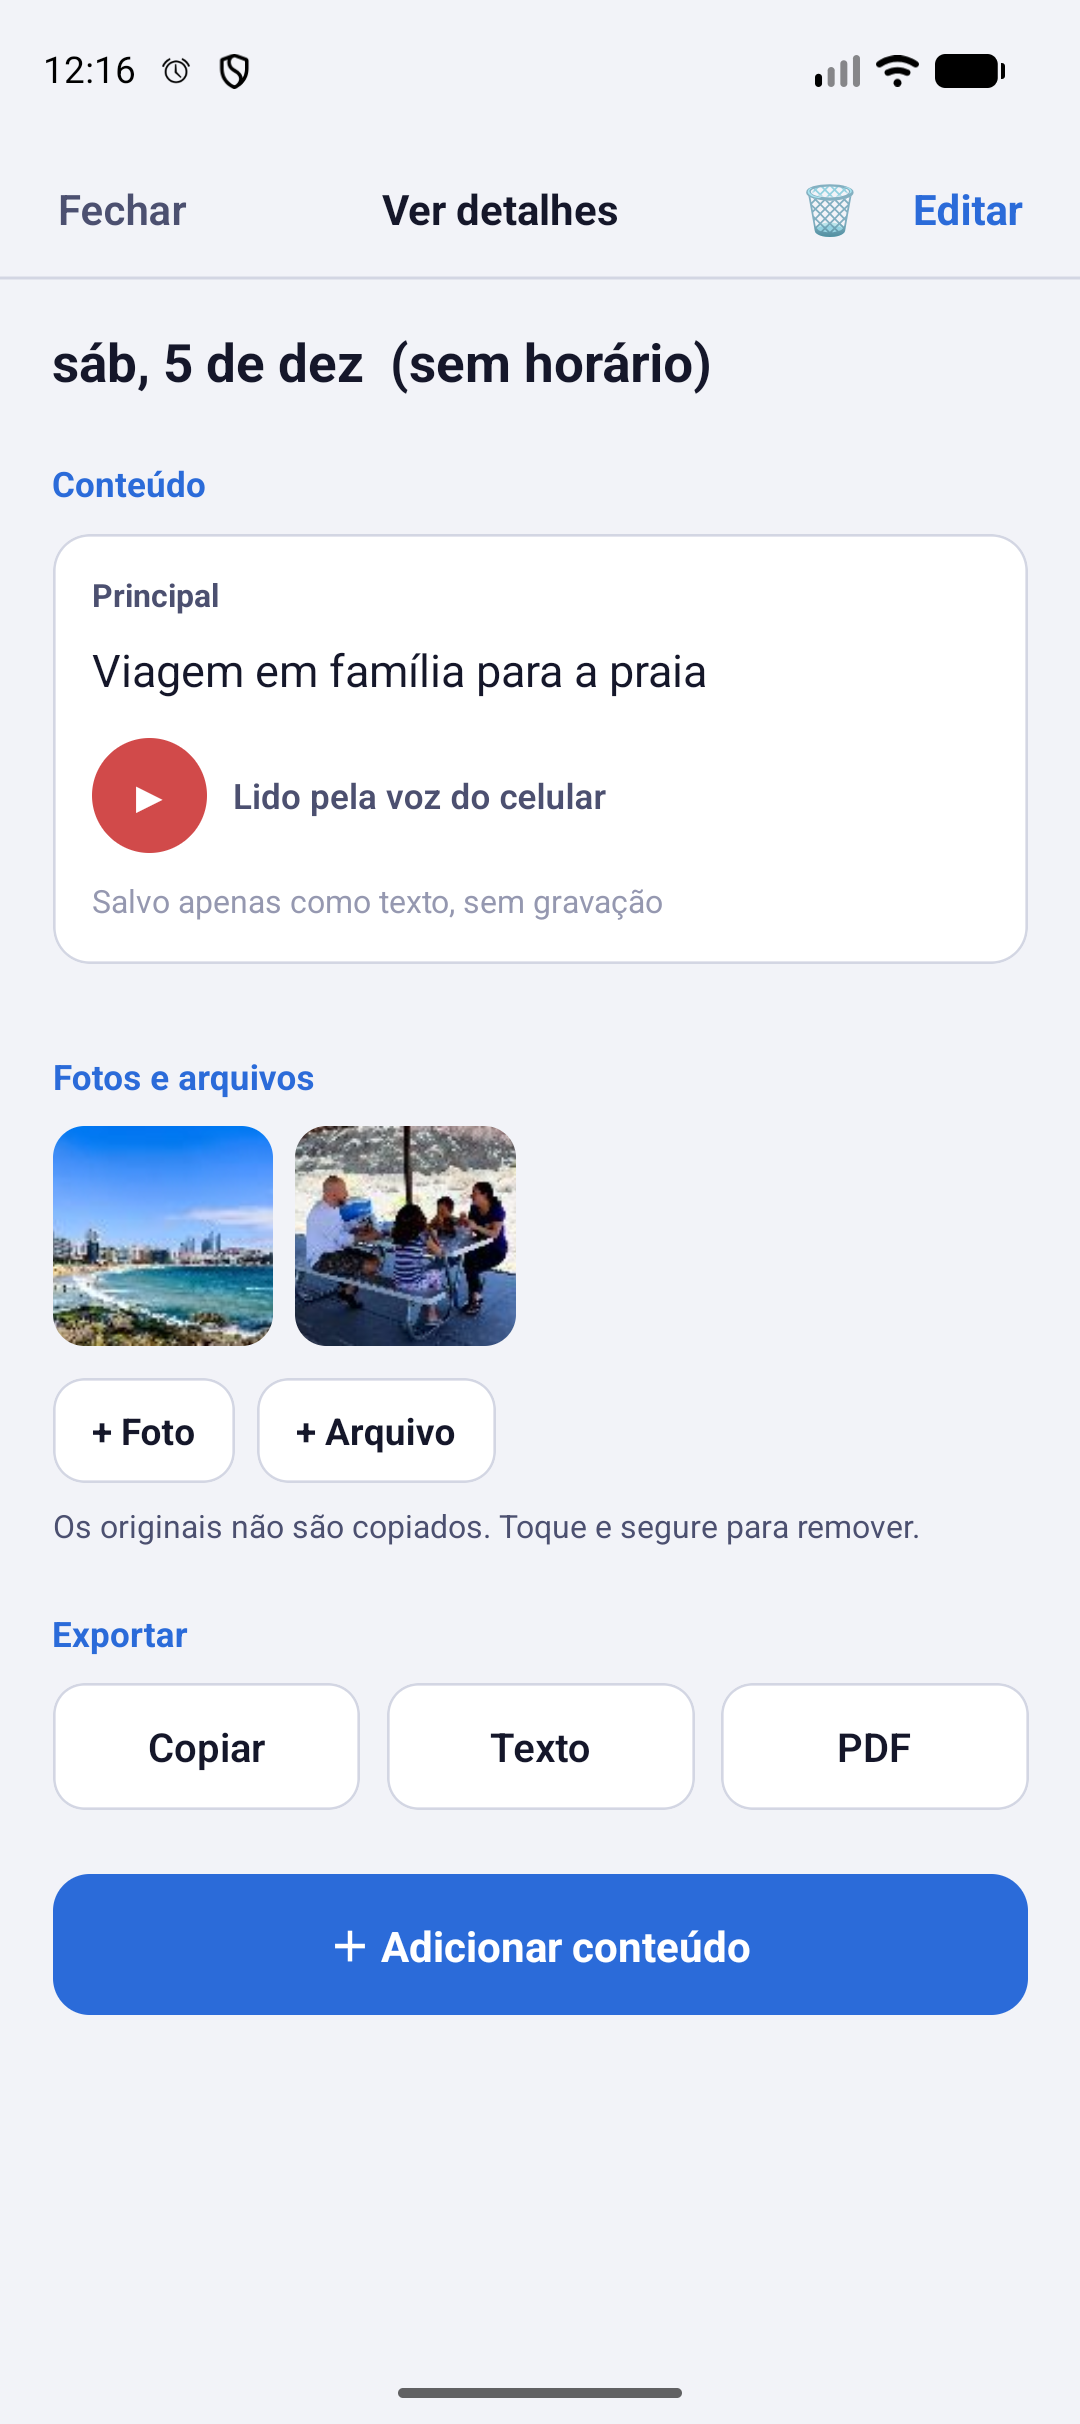 12:16
Fechar
Ver detalhes
Editar
sáb, 5 de dez (sem horário)
Conteúdo
Principal
Viagem em família para a praia
Lido pela voz do celular
Salvo apenas como texto, sem gravação
Fotos e arquivos
+ Foto
+ Arquivo
Os originais não são copiados. Toque e segure para remover.
Exportar
Copiar
Texto
PDF
+ Adicionar conteúdo